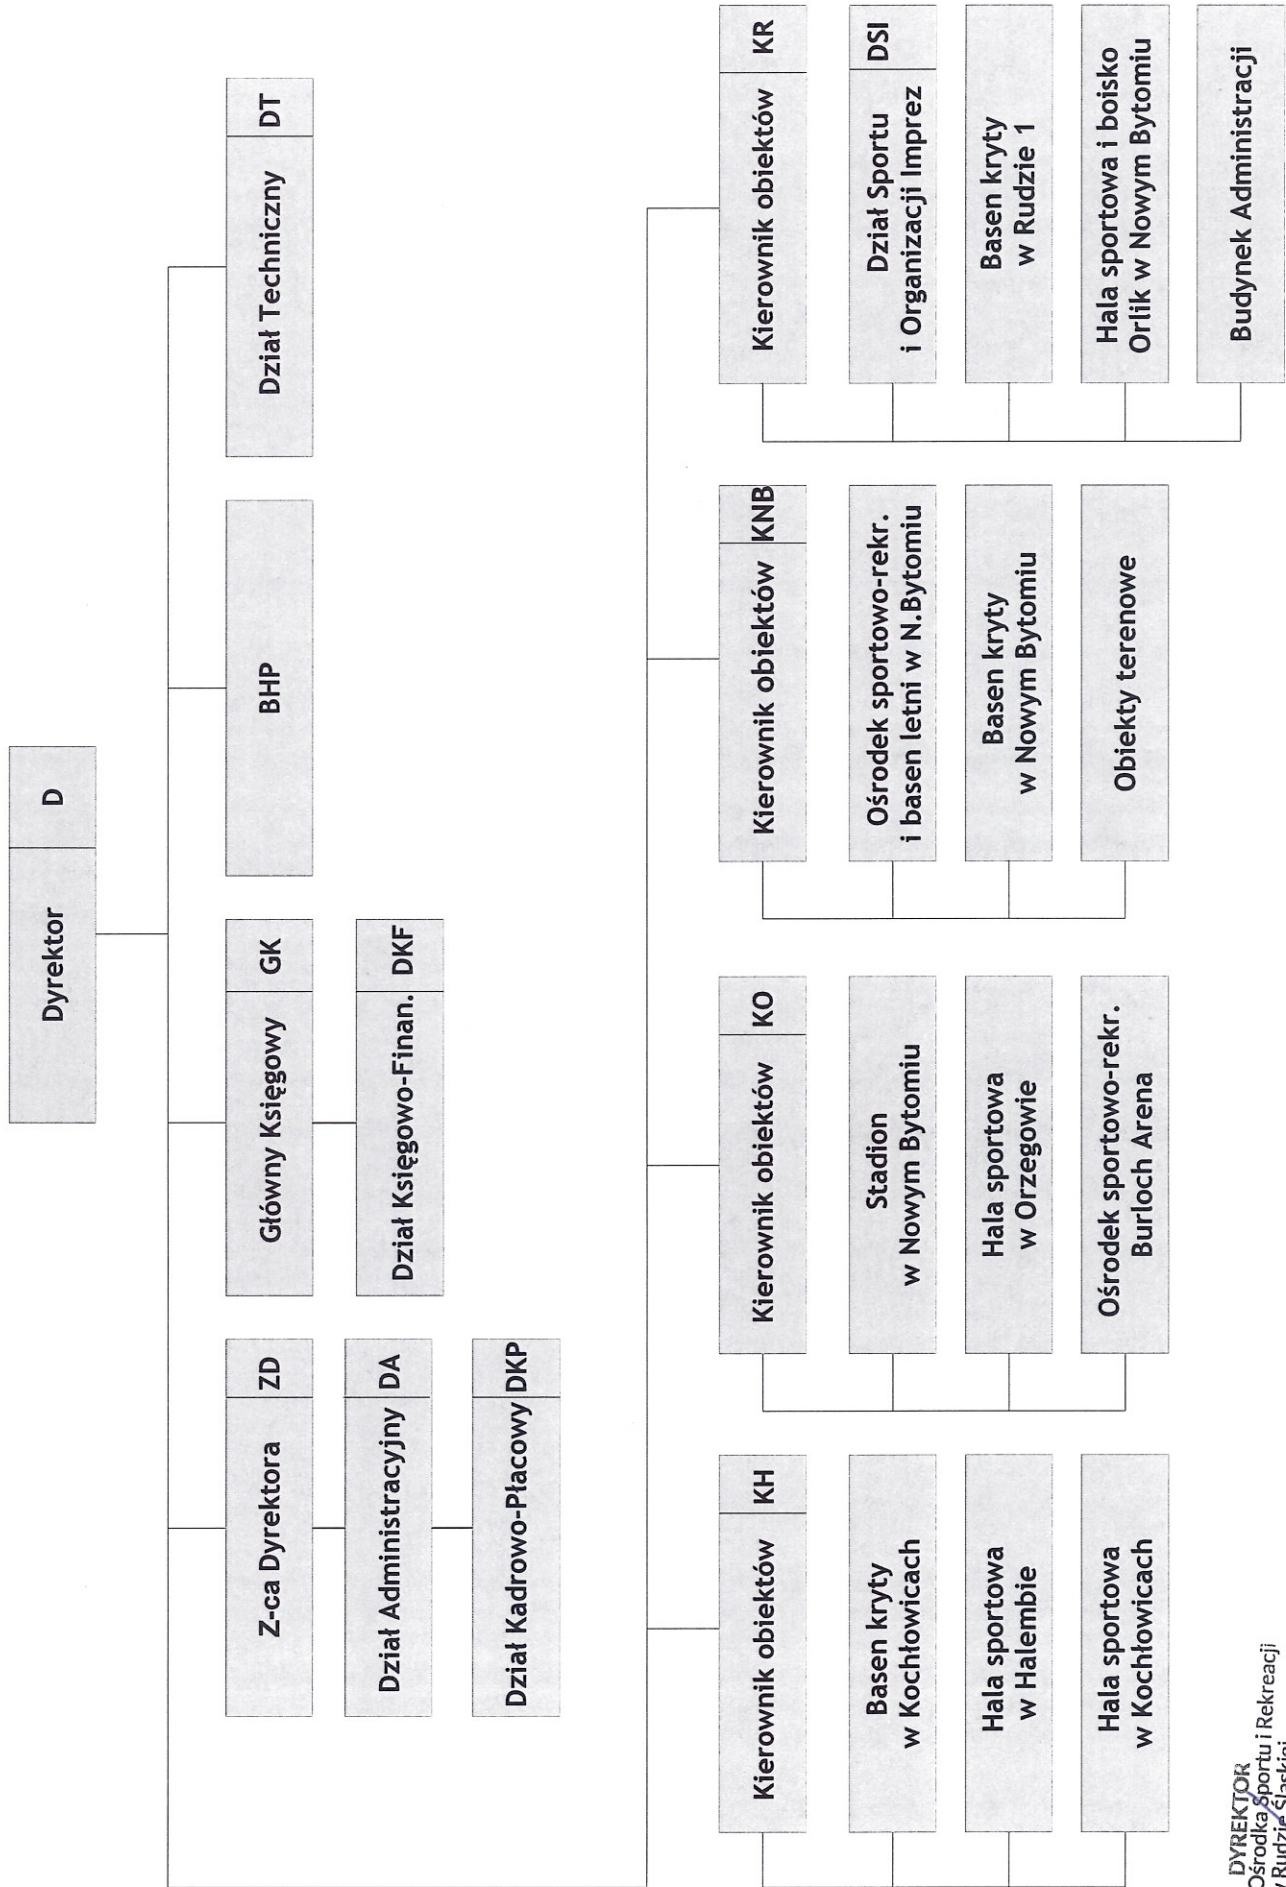 Dyrektor
D
Z-ca Dyrektora
ZD
Dział Administracyjny
DA
Dział Kadrowo-Płacowy
DKP
Główny Księgowy
GK
Dział Księgowo-Finan.
DKF
BHP
Dział Techniczny
DT
Kierownik obiektów
KH
Basen kryty
w Kochłowicach
Hala sportowa
w Halembie
Hala sportowa
w Kochłowicach
Kierownik obiektów
KO
Stadion
w Nowym Bytomiu
Hala sportowa
w Orzegowie
Ośrodek sportowo-rekr.
Burloch Arena
Kierownik obiektów
KNB
Ośrodek sportowo-rekr.
i basen letni w N.Bytomiu
Basen kryty
w Nowym Bytomiu
Obiekty terenowe
Kierownik obiektów
KR
Dział Sportu
i Organizacji Imprez
DSI
Basen kryty
w Rudzie 1
Hala sportowa i boisko
Orlik w Nowym Bytomiu
Budynek Administracji
DYREKTOR
Ośrodka Sportu i Rekreacji
w Rudzie Śląskiej